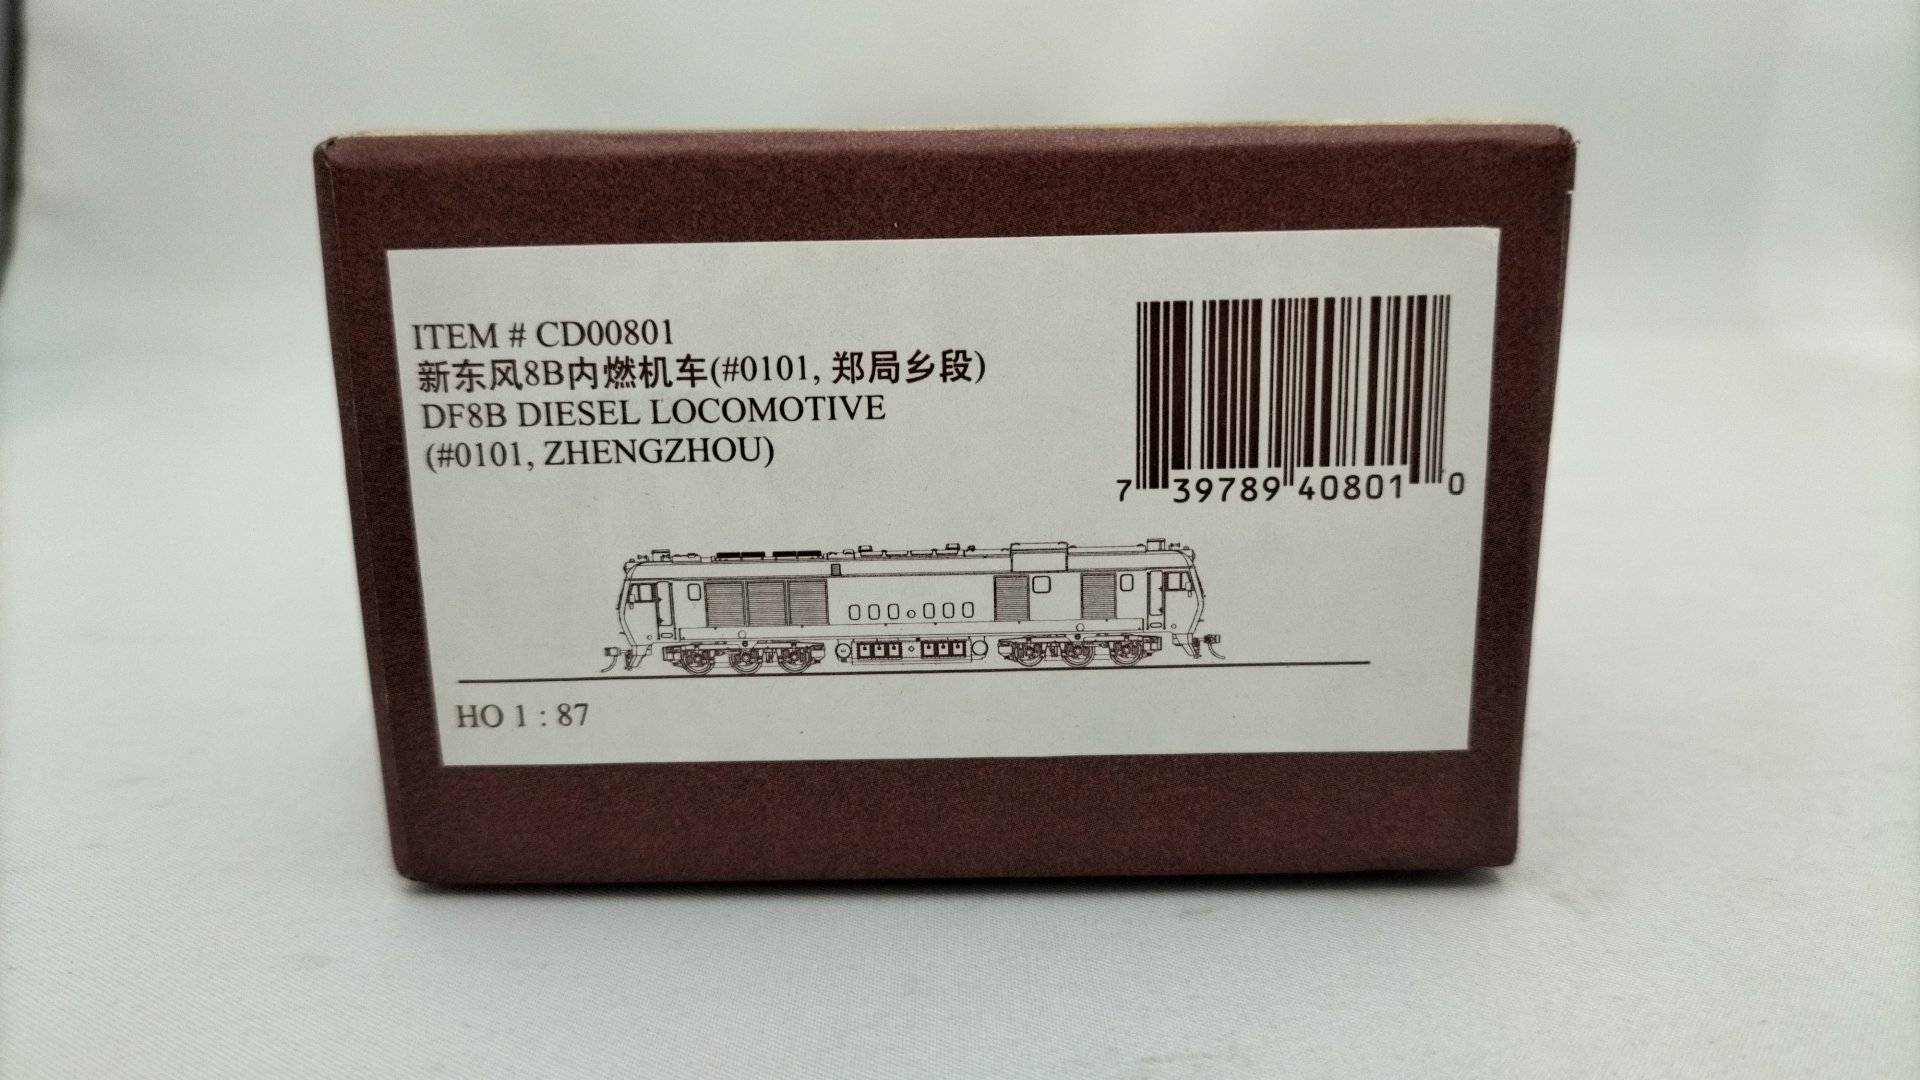 ITEM # CD00801
新东风8B内燃机车(#0101, 郑局乡段)
DF8B DIESEL LOCOMOTIVE
(#0101, ZHENGZHOU)
7 39789 40801 0
HO 1 : 87